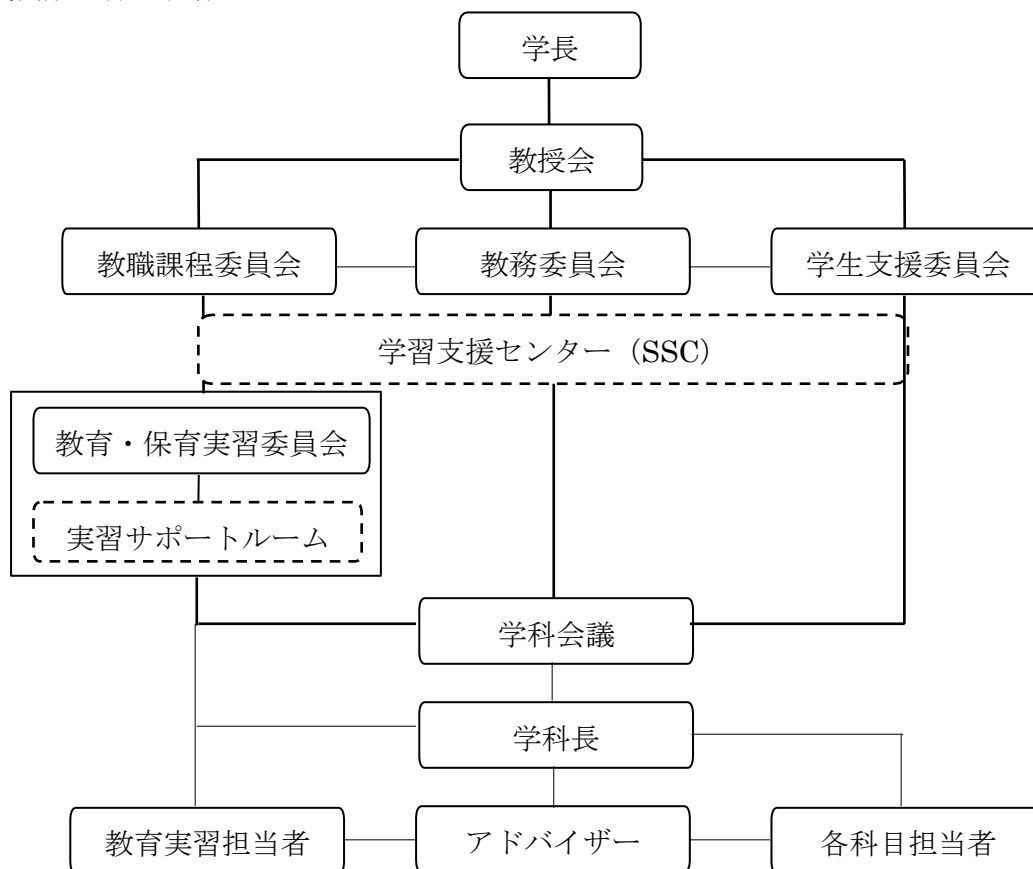 学長
教授会
教職課程委員会
教務委員会
学生支援委員会
学習支援センター（SSC）
教育・保育実習委員会
実習サポートルーム
学科会議
学科長
教育実習担当者
アドバイザー
各科目担当者